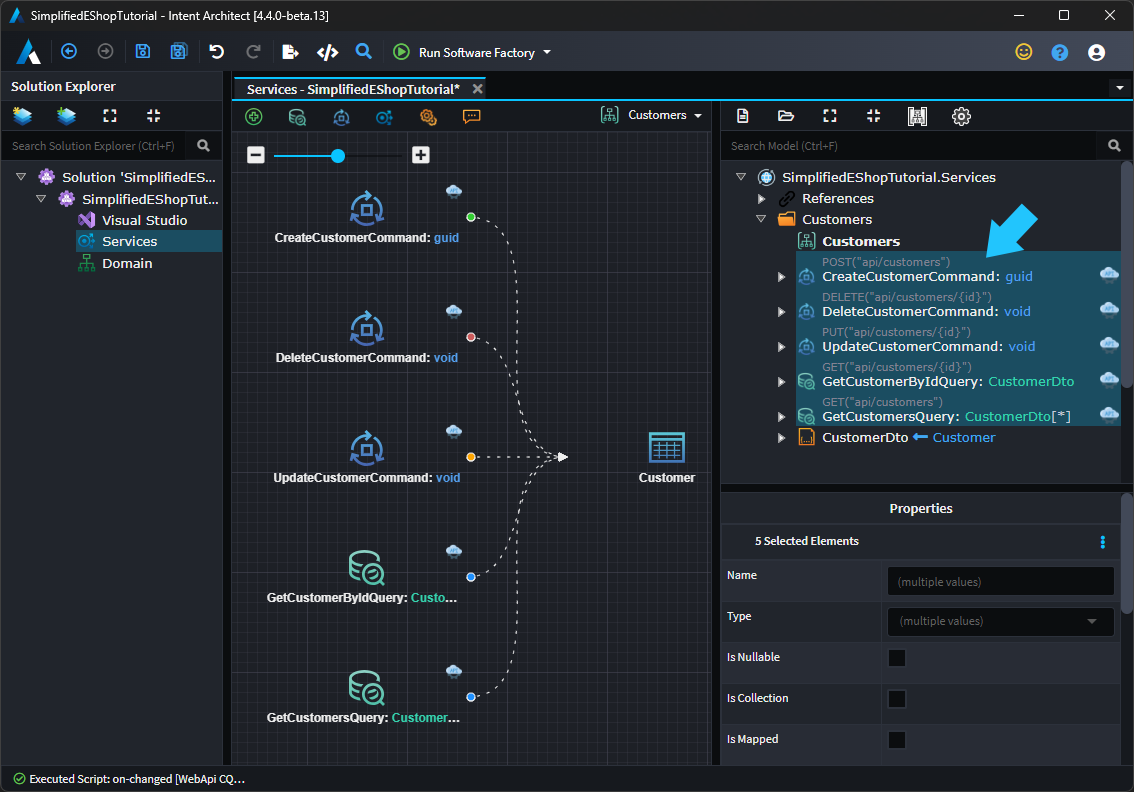 SimplifiedEShopTutorial - Intent Architect [4.4.0-beta.13]
Run Software Factory
Solution Explorer
Search Solution Explorer (Ctrl+F)
Solution 'SimplifiedES...
SimplifiedEShopTut...
Visual Studio
Services
Domain
Services - SimplifiedEShopTutorial*
Customers
CreateCustomerCommand: guid
DeleteCustomerCommand: void
UpdateCustomerCommand: void
GetCustomerByIdQuery: Custo...
GetCustomersQuery: Customer...
Customer
Search Model (Ctrl+F)
SimplifiedEShopTutorial.Services
References
Customers
Customers
POST("api/customers")
CreateCustomerCommand: guid
DELETE("api/customers/{id}")
DeleteCustomerCommand: void
PUT("api/customers/{id}")
UpdateCustomerCommand: void
GET("api/customers/{id}")
GetCustomerByIdQuery: CustomerDto
GET("api/customers")
GetCustomersQuery: CustomerDto[*]
CustomerDto ← Customer
Properties
5 Selected Elements
Name
(multiple values)
Type
(multiple values)
Is Nullable
Is Collection
Is Mapped
Executed Script: on-changed [WebApi CQ...